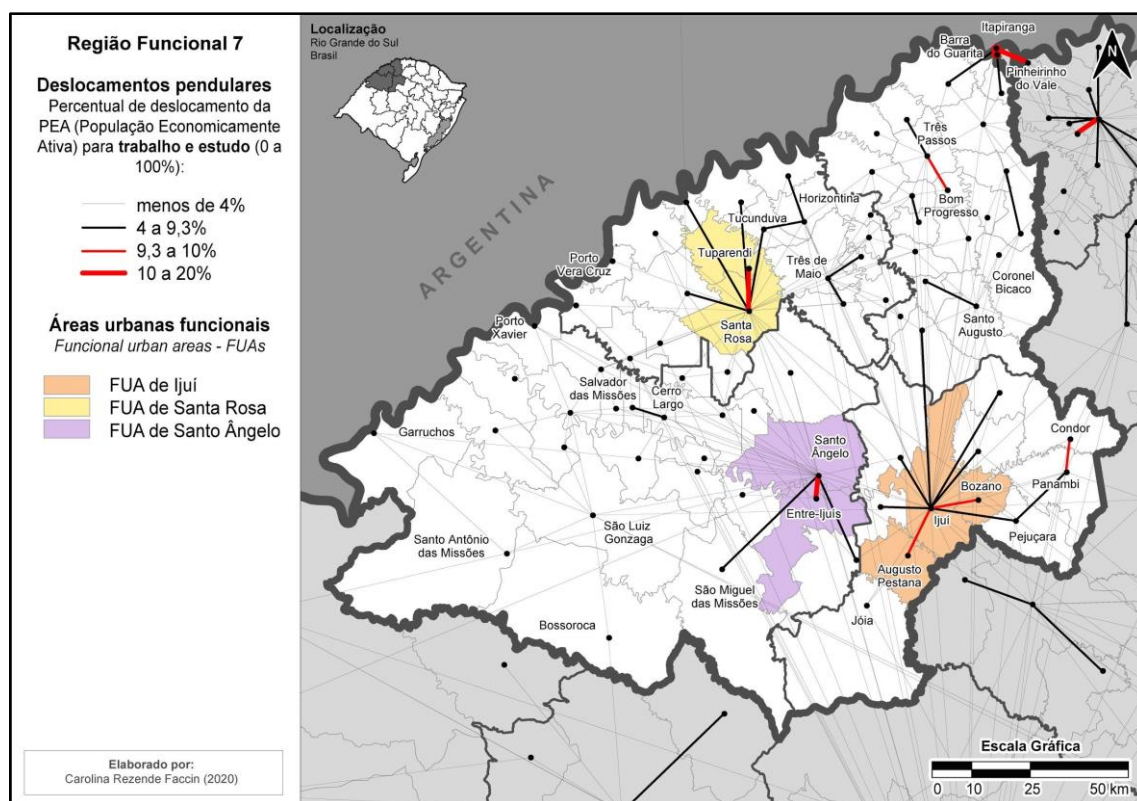 Região Funcional 7
Deslocamentos pendulares
Percentual de deslocamento da
PEA (População Economicamente
Ativa) para trabalho e estudo (0 a
100%):
menos de 4%
4 a 9,3%
9,3 a 10%
10 a 20%
Áreas urbanas funcionais
Functional urban areas - FUAs
FUA de Ijuí
FUA de Santa Rosa
FUA de Santo Ângelo
Elaborado por:
Carolina Rezende Faccin (2020)
Localização
Rio Grande do Sul
Brasil
ARGENTINA
Itapiranga
Barra
do Guarita
N
Pinheirinho
do Vale
Três
Passos
Bom
Progresso
Horizontina
Tucunduva
Tuparendi
Porto
Vera Cruz
Três de
Maio
Coronel
Bicaco
Santo
Augusto
Santa
Rosa
Porto
Xavier
Salvador
das Missões
Cerro
Largo
Garruchos
Santo
Ângelo
Condor
Bozano
Panambi
Entre-Ijuís
Ijuí
Pejuçara
São Luiz
Gonzaga
Santo Antônio
das Missões
Augusto
Pestana
São Miguel
das Missões
Jóia
Bossoroca
Escala Gráfica
0 10 25 50 km